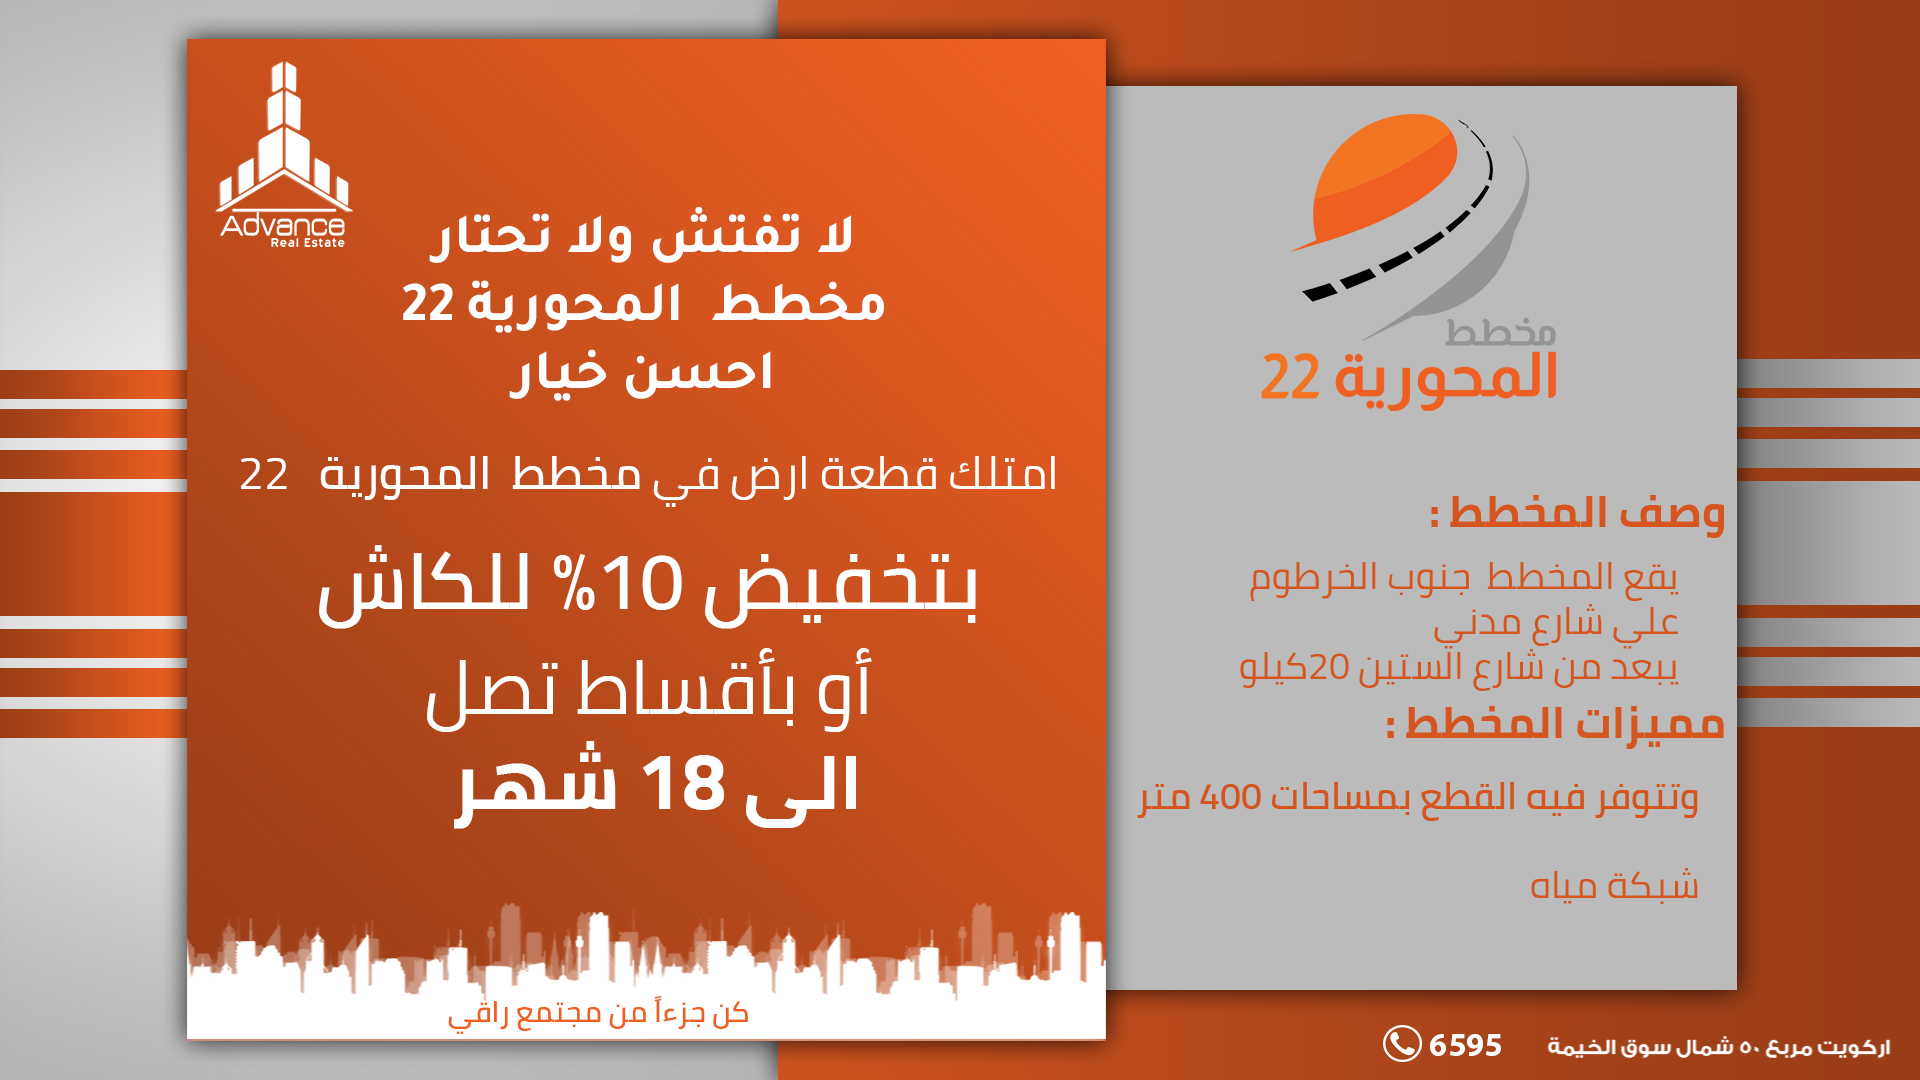 Advance
Real Estate
لا تفتش ولا تحتار
مخطط المحورية 22
احسن خيار
امتلك قطعة ارض في مخطط المحورية 22
بتخفيض 10% للكاش
أو بأقساط تصل
الى 18 شهر
كن جزءاً من مجتمع راقي
مخطط
المحورية 22
وصف المخطط :
يقع المخطط جنوب الخرطوم
علي شارع مدني
يبعد من شارع الستين 20كيلو
مميزات المخطط :
وتتوفر فيه القطع بمساحات 400 متر
شبكة مياه
اركويت مربع ٥٠ شمال سوق الخيمة 6595